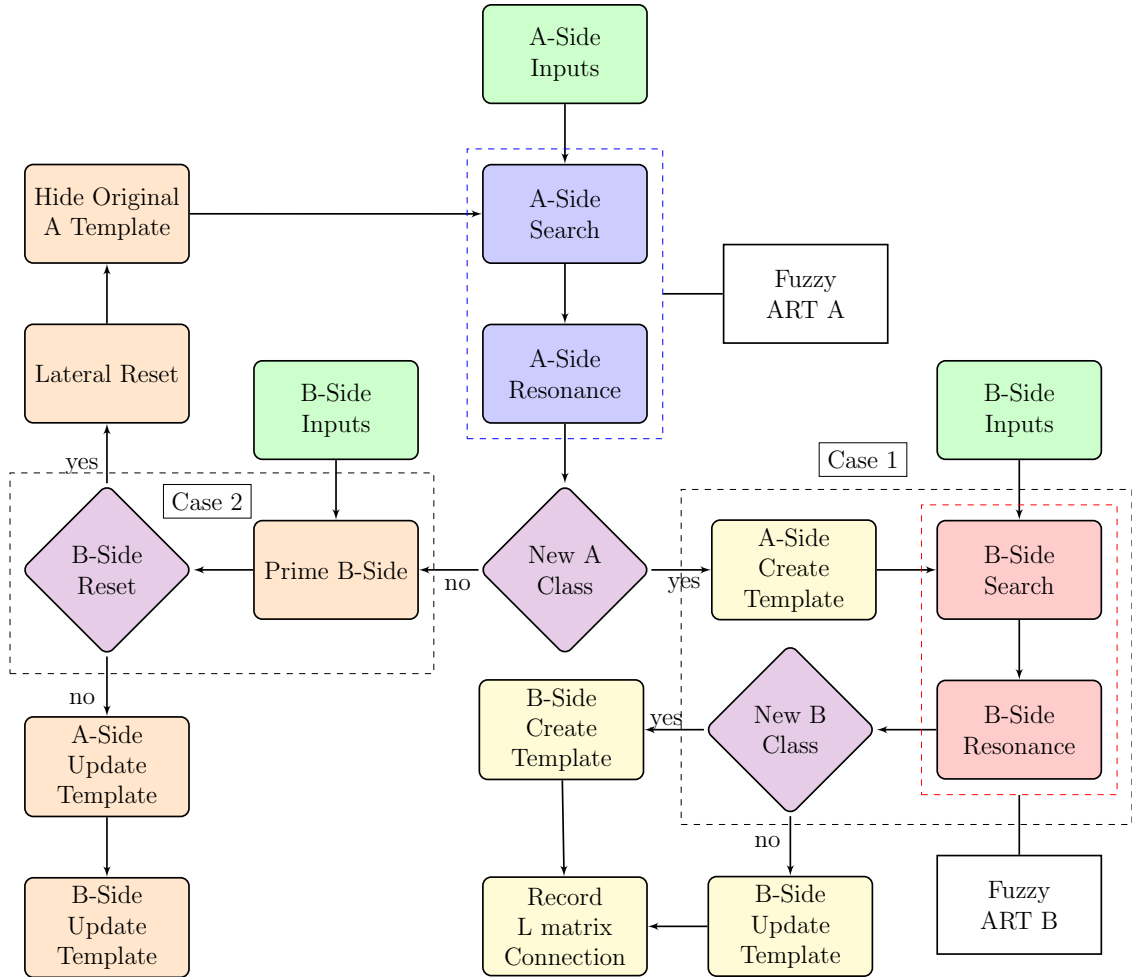 A-Side
Inputs
Hide Original
A Template
A-Side
Search
Fuzzy
ART A
Lateral Reset
A-Side
Resonance
B-Side
Inputs
B-Side
Inputs
yes
Case 2
Case 1
B-Side
Reset
Prime B-Side
no
New A
Class
yes
A-Side
Create
Template
B-Side
Search
no
B-Side
Create
Template
yes
New B
Class
B-Side
Resonance
A-Side
Update
Template
no
B-Side
Update
Template
Record
L matrix
Connection
B-Side
Update
Template
Fuzzy
ART B